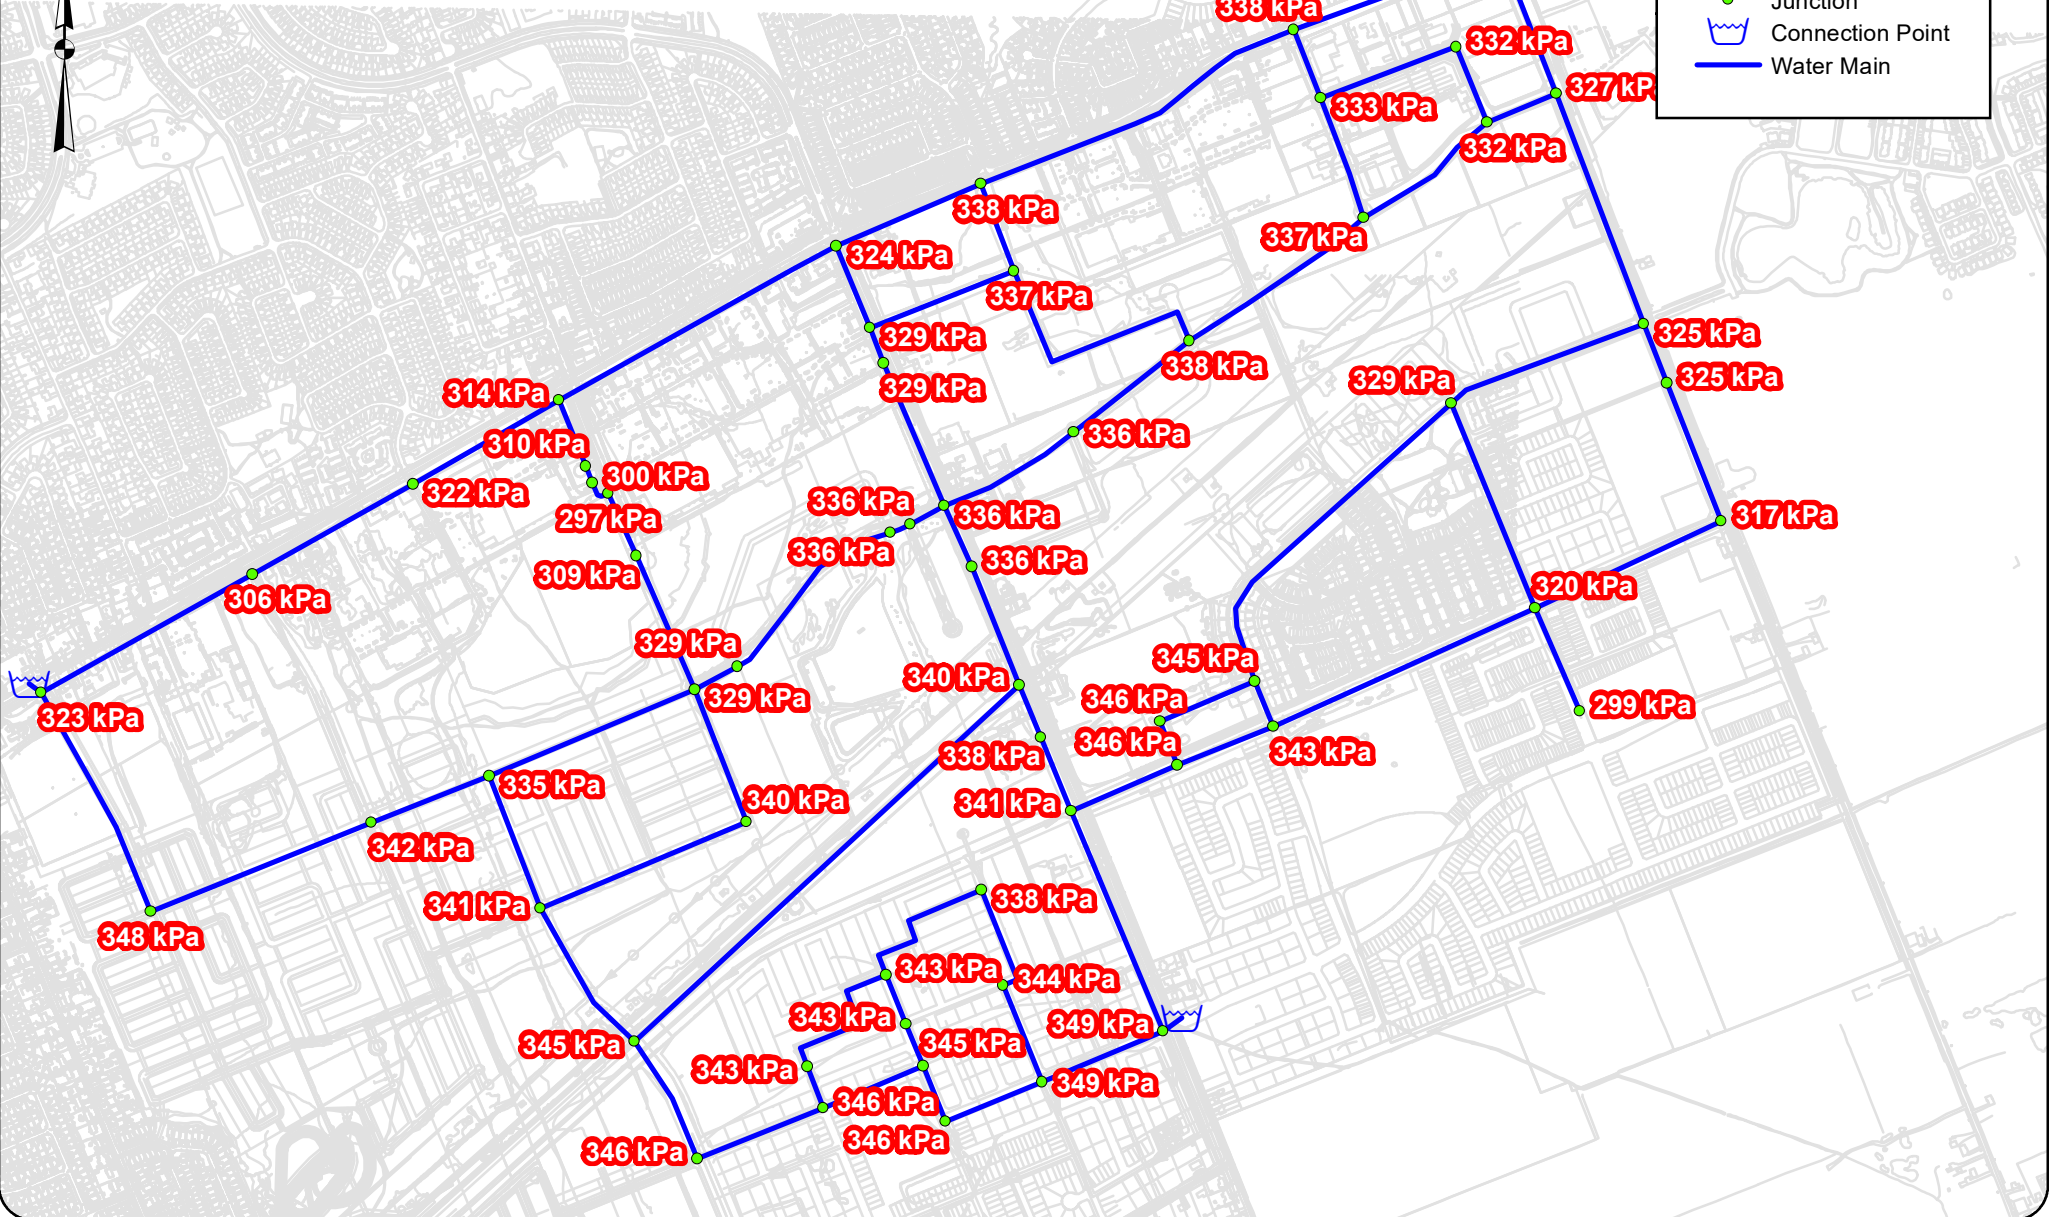 338 kPa
Junction
Connection Point
Water Main
332 kPa
327 kP
333 kPa
332 kPa
338 kPa
337 kPa
324 kPa
337 kPa
329 kPa
325 kPa
338 kPa
325 kPa
329 kPa
329 kPa
314 kPa
336 kPa
310 kPa
300 kPa
322 kPa
336 kPa
336 kPa
317 kPa
297 kPa
336 kPa
336 kPa
309 kPa
320 kPa
306 kPa
329 kPa
345 kPa
340 kPa
329 kPa
346 kPa
299 kPa
323 kPa
346 kPa
338 kPa
343 kPa
335 kPa
340 kPa
341 kPa
342 kPa
338 kPa
341 kPa
348 kPa
343 kPa
344 kPa
343 kPa
349 kPa
345 kPa
345 kPa
343 kPa
349 kPa
346 kPa
346 kPa
346 kPa